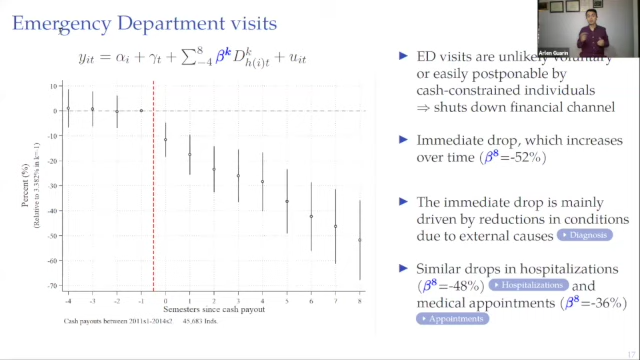 Emergency Department visits
y_{it} = α_i + γ_t + ∑_{-4}^{8} β^k D^k_{h(i)t} + u_{it}
10
0
-10
-20
-30
-40
-50
-60
-70
Percent (%)
(Relative to 3.382% in k=-1)
-4 -3 -2 -1 0 1 2 3 4 5 6 7 8
Semesters since cash payout
Cash payouts between 2011s1-2014s2 45,683 Inds.
Arlen Guarin
▶ ED visits are unlikely voluntary
or easily postponable by
cash-constrained individuals
⇒ shuts down financial channel
▶ Immediate drop, which increases
over time (β^8=-52%)
▶ The immediate drop is mainly
driven by reductions in conditions
due to external causes ▸ Diagnosis
▶ Similar drops in hospitalizations
(β^8=-48%) ▸ Hospitalizations and
medical appointments (β^8=-36%)
▸ Appointments
17